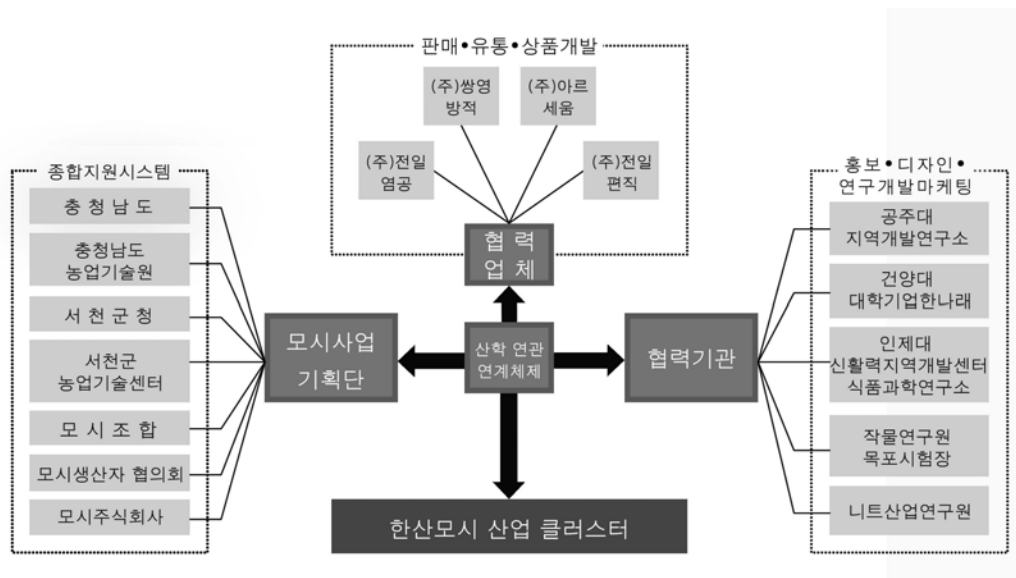 판매•유통•상품개발
(주)쌍영
방적
(주)아르
세움
(주)전일
염공
(주)전일
편직
협 력
업 체
종합지원시스템
충 청 남 도
충청남도
농업기술원
서 천 군 청
서천군
농업기술센터
모 시 조 합
모시생산자 협의회
모시주식회사
모시사업
기획단
산학 연관
연계체제
협력기관
홍보•디자인•
연구개발마케팅
공주대
지역개발연구소
건양대
대학기업한나래
인제대
신활력지역개발센터
식품과학연구소
작물연구원
목포시험장
니트산업연구원
한산모시 산업 클러스터